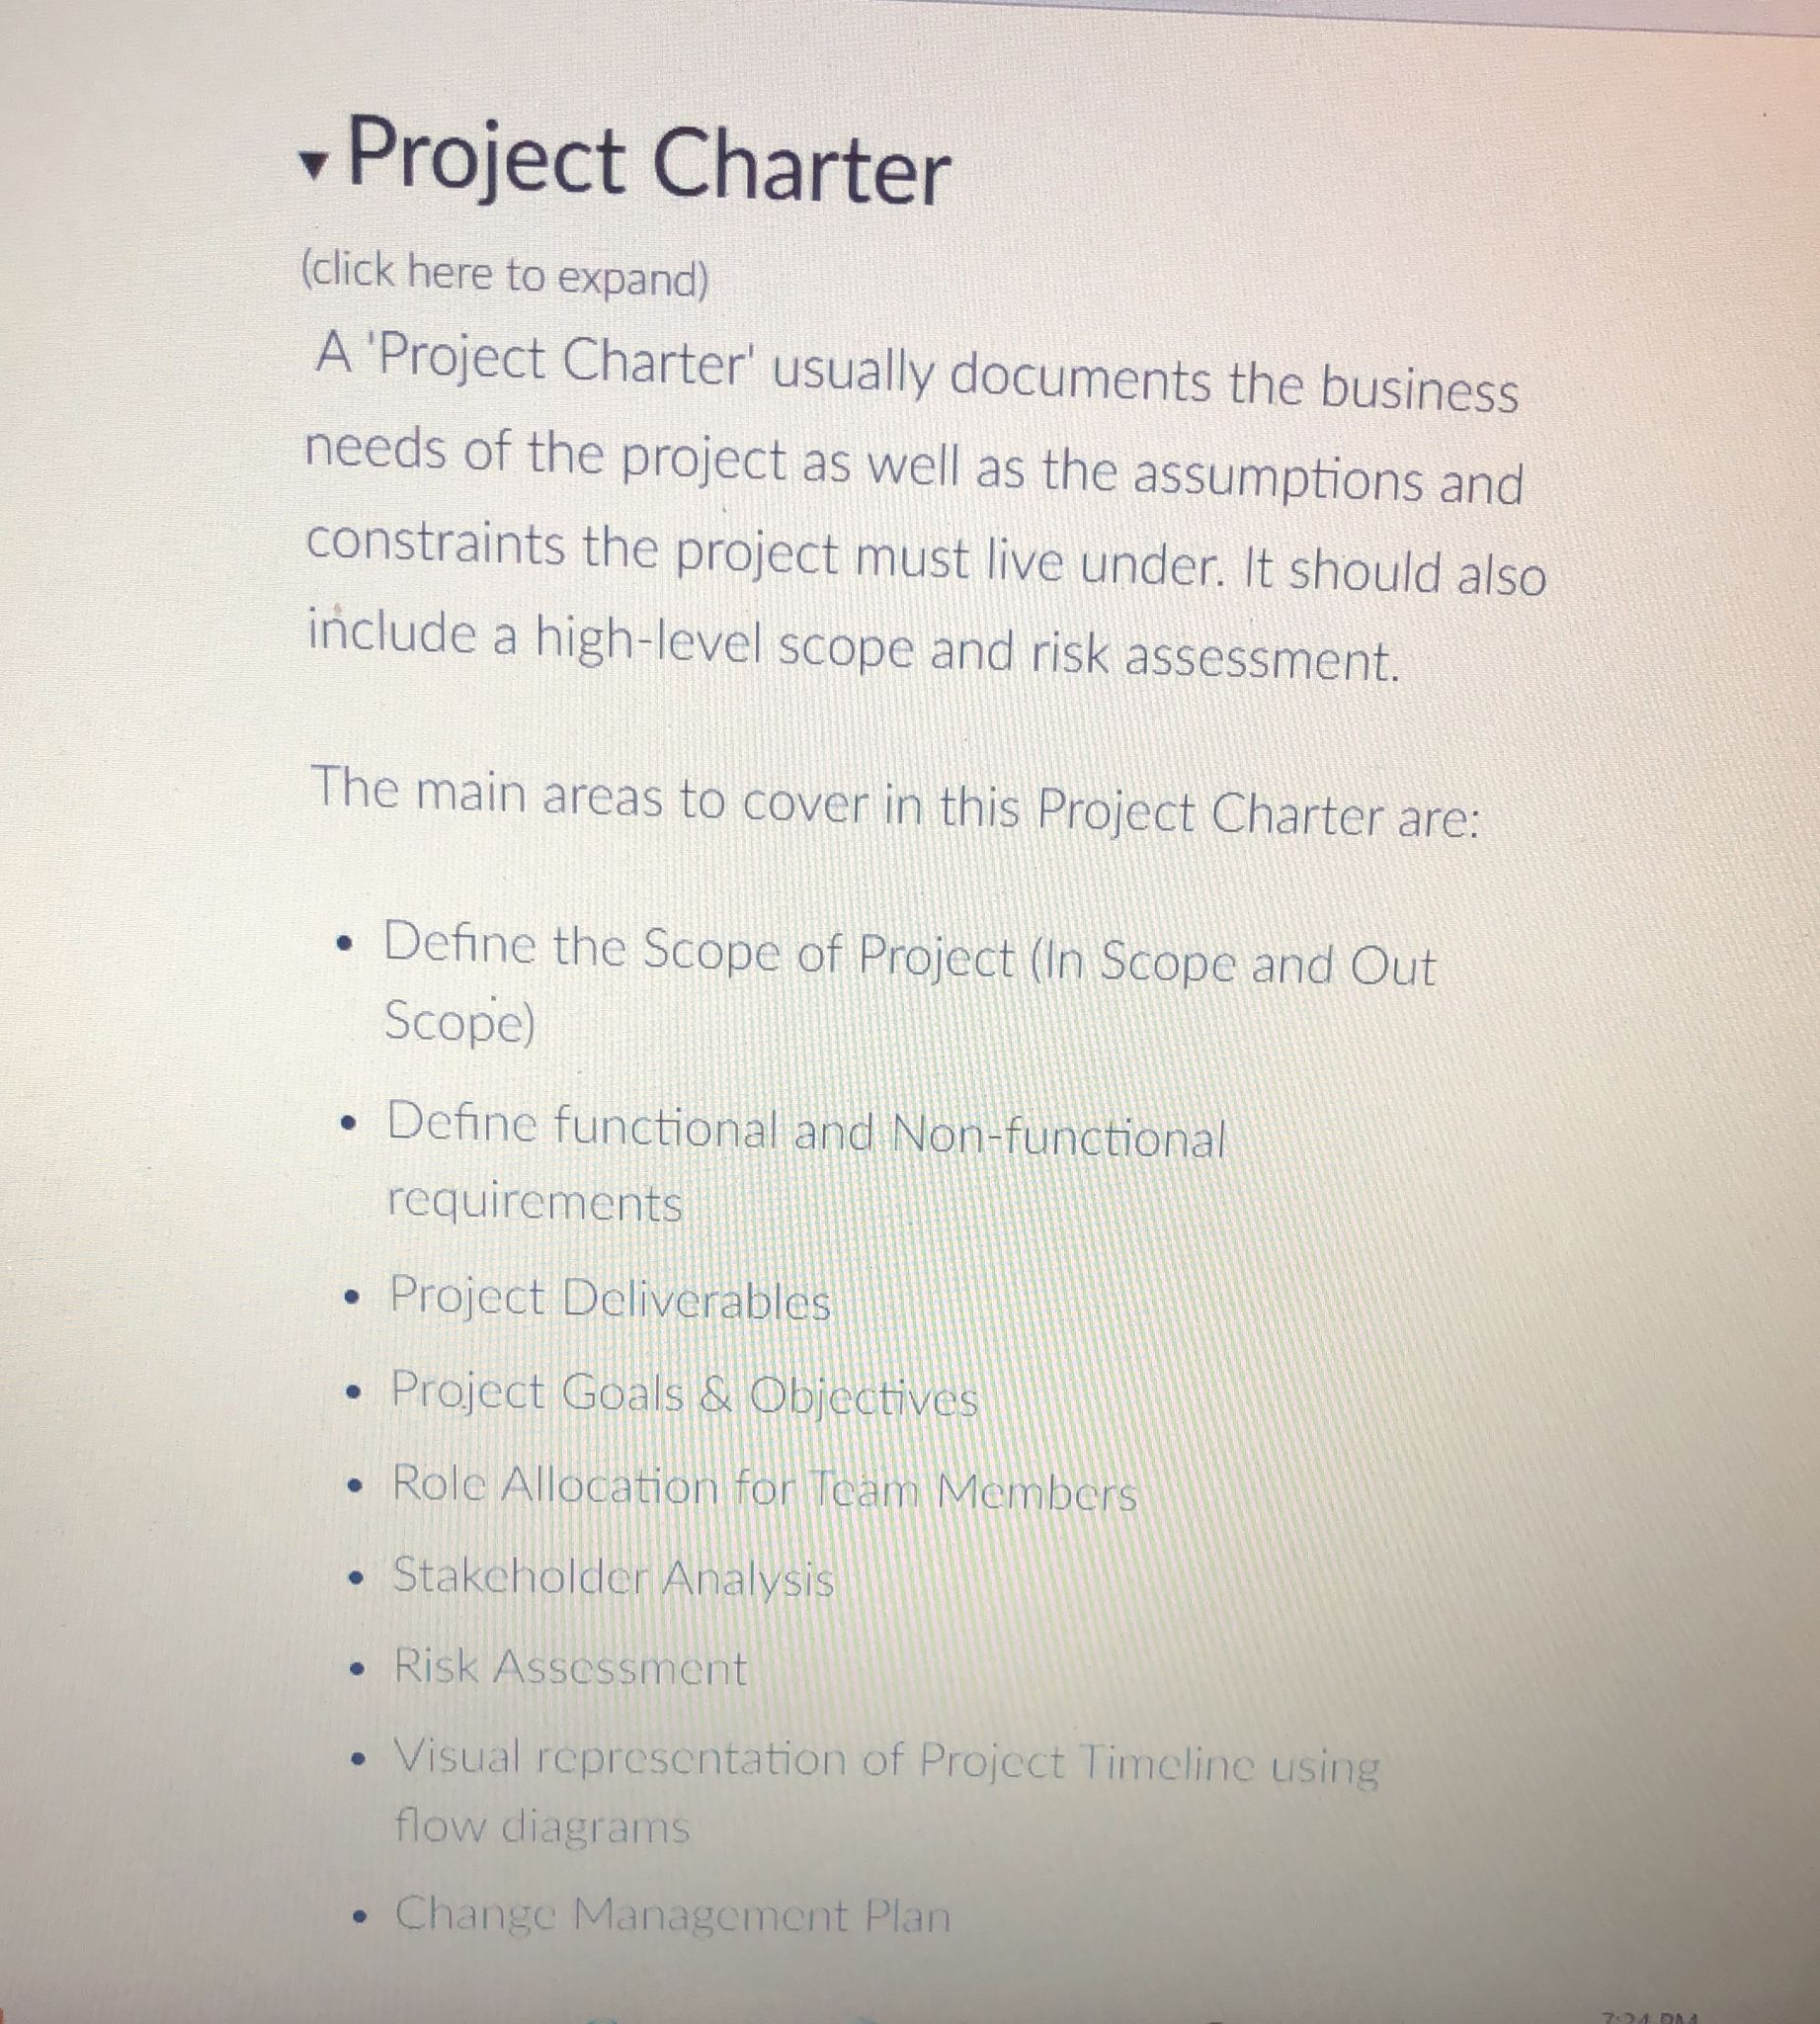 Project Charter
(click here to expand)
A 'Project Charter' usually documents the business
needs of the project as well as the assumptions and
constraints the project must live under. It should also
include a high-level scope and risk assessment.
The main areas to cover in this Project Charter are:
• Define the Scope of Project (In Scope and Out
Scope)
• Define functional and Non-functional
requirements
• Project Deliverables
• Project Goals & Objectives
• Role Allocation for Team Members
• Stakeholder Analysis
• Risk Assessment
• Visual representation of Project Timeline using
flow diagrams
• Change Management Plan